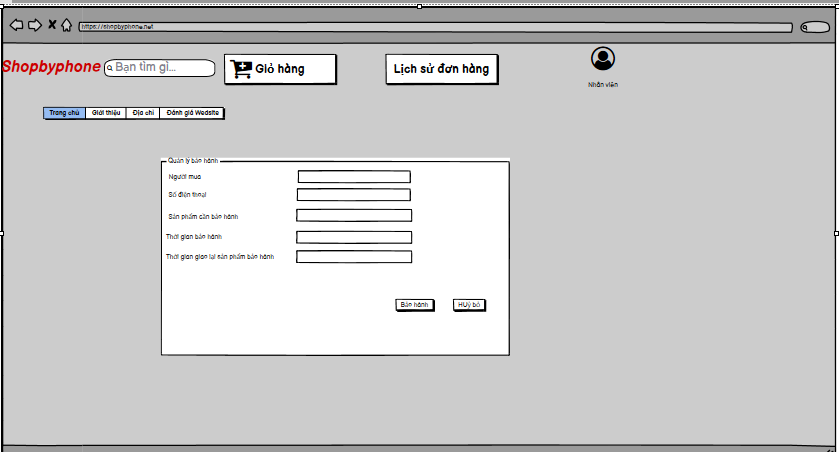 https://shopbyphone.net
Shopbyphone
Bạn tìm gì...
Giỏ hàng
Lịch sử đơn hàng
Nhân viên
Trang chủ
Giới thiệu
Địa chỉ
Đánh giá Wedsite
Quản lý bảo hành
Người mua
Số điện thoại
Sản phẩm cần bảo hành
Thời gian bảo hành
Thời gian giao lại sản phẩm bảo hành
Bảo hành
HUỷ bỏ